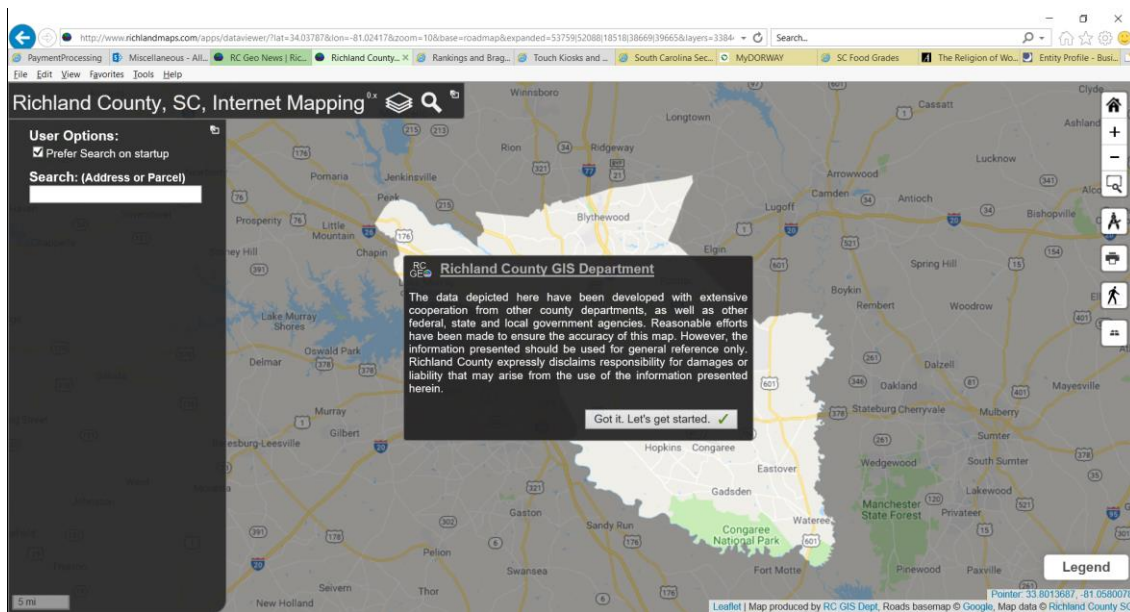 http://www.richlandmaps.com/apps/dataviewer/?lat=34.03787&lon=-81.02417&zoom=10&base=roadmap&expanded=53759|52088|18518|38669|39665&layers=3384
Search...
PaymentProcessing
Miscellaneous - All...
RC Geo News | Ric...
Richland County...
Rankings and Brag...
Touch Kiosks and ...
South Carolina Sec...
MyDORWAY
SC Food Grades
The Religion of Wo...
Entity Profile - Busi...
File Edit View Favorites Tools Help
Richland County, SC, Internet Mapping
User Options:
Prefer Search on startup
Search: (Address or Parcel)
Winnsboro
Longtown
Cassatt
Clyde
Ashland
Rion
34
Ridgeway
Lucknow
Pomaria
Jenkinsville
Arrowwood
Peak
Camden
Antioch
Lugoff
Bishopville
Prosperity
Little
Mountain
Blythewood
Chapin
Elgin
Spring Hill
Boykin
Rembert
Woodrow
RC
GEO
Richland County GIS Department
The data depicted here have been developed with extensive
cooperation from other county departments, as well as other
federal, state and local government agencies. Reasonable efforts
have been made to ensure the accuracy of this map. However, the
information presented should be used for general reference only.
Richland County expressly disclaims responsibility for damages or
liability that may arise from the use of the information presented
herein.
Got it. Let's get started.
Lake Murray
Shores
Oswald Park
Delmar
Dalzell
Oakland
Mayesville
Murray
Gilbert
Stateburg
Cherryvale
Mulberry
Sumter
Hopkins
Congaree
Eastover
Wedgewood
South Sumter
Gadsden
Manchester
State Forest
Lakewood
Privateer
Gaston
Sandy Run
Congaree
National Park
Wateree
601
Pelion
Swansea
Fort Motte
Pinewood
Paxville
Legend
Seivern
Thor
New Holland
5 mi
Pointer: 33.8013687, -81.0580078
Leaflet | Map produced by RC GIS Dept, Roads basemap © Google, Map data © Richland County